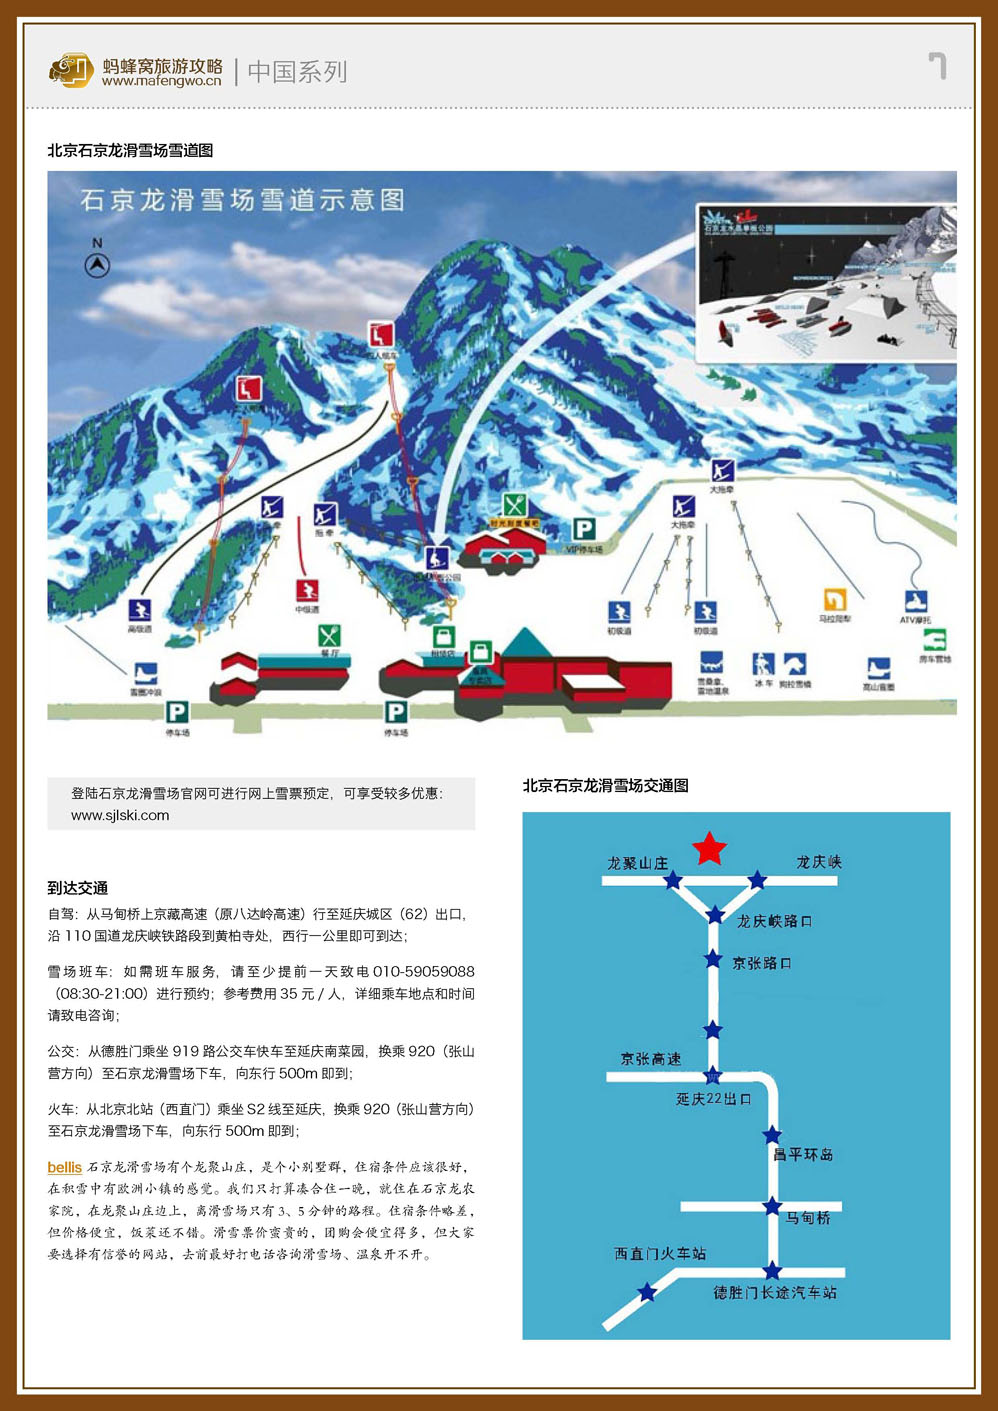 蚂蜂窝旅游攻略
www.mafengwo.cn
中国系列
7
北京石京龙滑雪场雪道图
石京龙滑雪场雪道示意图
N
四人缆车
石京龙水晶单板公园
大拖牵
大拖牵
拖牵
时光刻度餐吧
P
VIP停车场
高级道
中级道
初级道
初级道
马拉爬犁
ATV摩托
房车营地
餐厅
租赁店
雪圈冲浪
雪桑拿、
雪地温泉
冰车
狗拉雪橇
高山雪圈
P
停车场
P
停车场
登陆石京龙滑雪场官网可进行网上雪票预定，可享受较多优惠：
www.sjlski.com
到达交通
自驾：从马甸桥上京藏高速（原八达岭高速）行至延庆城区（62）出口，
沿 110 国道龙庆峡铁路段到黄柏寺处，西行一公里即可到达；
雪场班车：如需班车服务，请至少提前一天致电 010-59059088
（08:30-21:00）进行预约；参考费用 35 元 / 人，详细乘车地点和时间
请致电咨询；
公交：从德胜门乘坐 919 路公交车快车至延庆南菜园，换乘 920（张山
营方向）至石京龙滑雪场下车，向东行 500m 即到；
火车：从北京北站（西直门）乘坐 S2 线至延庆，换乘 920（张山营方向）
至石京龙滑雪场下车，向东行 500m 即到；
bellis 石京龙滑雪场有个龙聚山庄，是个小别墅群，住宿条件应该很好，
在积雪中有欧洲小镇的感觉。我们只打算凑合住一晚，就住在石京龙农
家院，在龙聚山庄边上，离滑雪场只有 3、5 分钟的路程。住宿条件略差，
但价格便宜，饭菜还不错。滑雪票价蛮贵的，团购会便宜得多，但大家
要选择有信誉的网站，去前最好打电话咨询滑雪场、温泉开不开。
北京石京龙滑雪场交通图
龙聚山庄
龙庆峡
龙庆峡路口
京张路口
京张高速
延庆22出口
昌平环岛
马甸桥
西直门火车站
德胜门长途汽车站